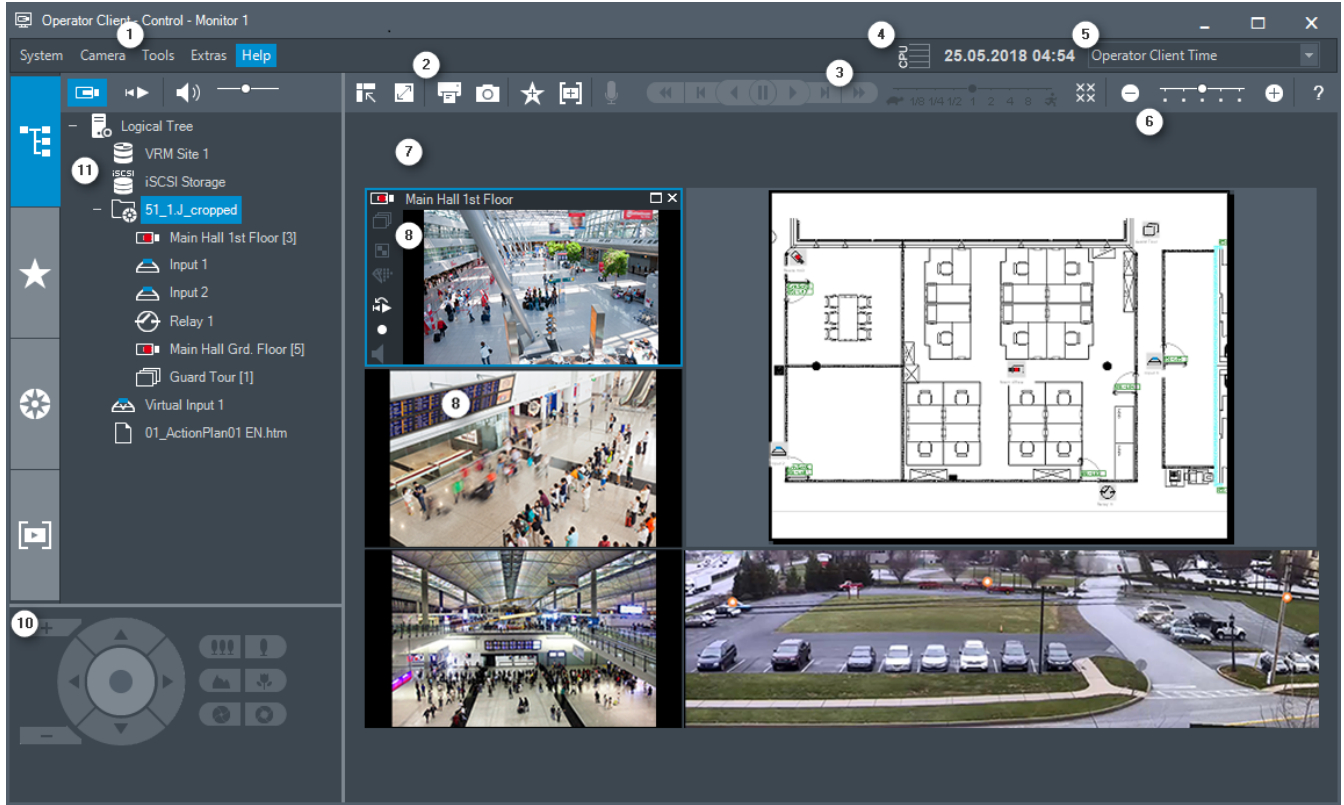 Operator Client - Control - Monitor 1
1
4
5
System Camera Tools Extras Help
CPU
25.05.2018 04:54
Operator Client Time
2
3
1/8 1/4 1/2 1 2 4 8
?
6
Logical Tree
VRM Site 1
11
iSCSI
iSCSI Storage
51_1.J_cropped
Main Hall 1st Floor [3]
Input 1
Input 2
Relay 1
Main Hall Grd. Floor [5]
Guard Tour [1]
Virtual Input 1
01_ActionPlan01 EN.htm
7
Main Hall 1st Floor
8
8
10